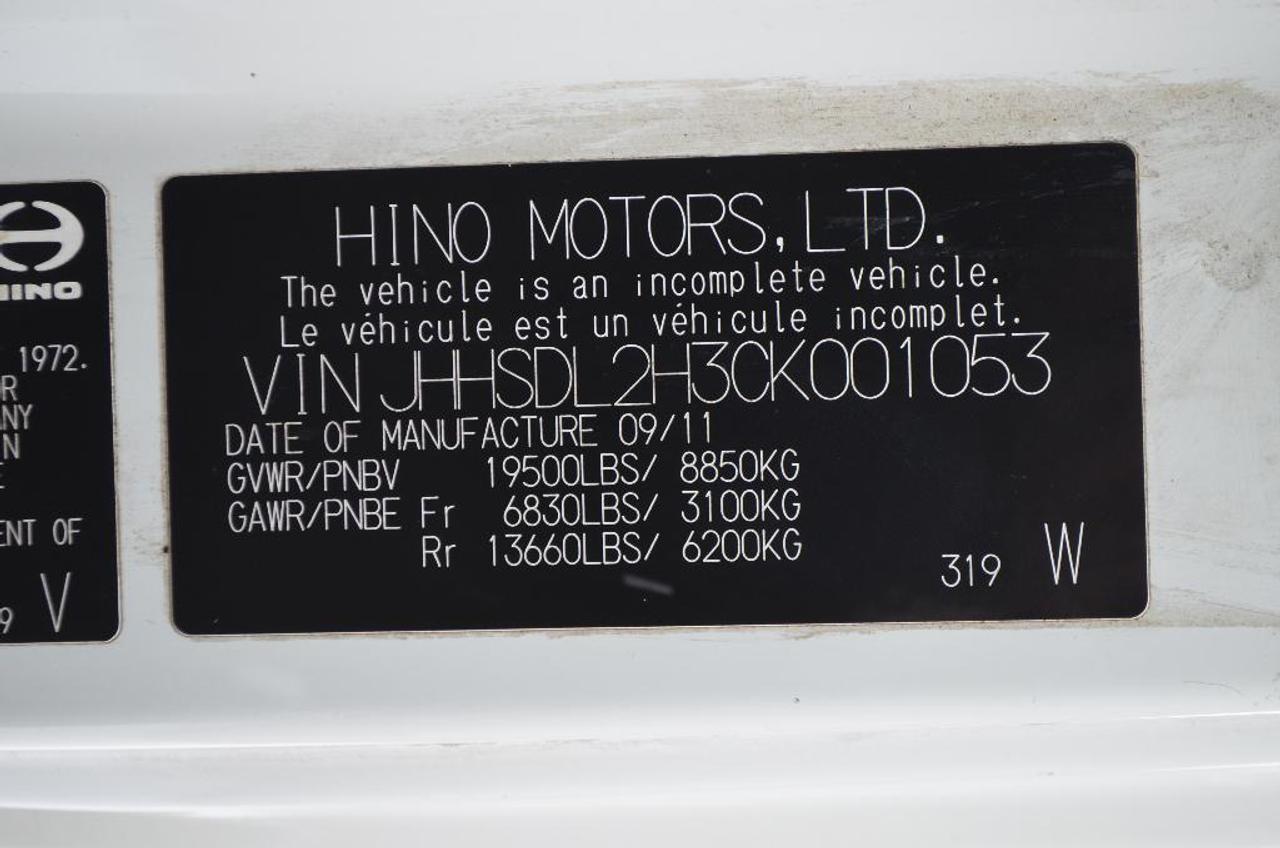 HINO
1972.
ENT OF
9 V
HINO MOTORS, LTD.
The vehicle is an incomplete vehicle.
Le véhicule est un véhicule incomplet.
VIN JHHSDL2H3CK001053
DATE OF MANUFACTURE 09/11
GVWR/PNBV 19500LBS/ 8850KG
GAWR/PNBE Fr 6830LBS/ 3100KG
Rr 13660LBS/ 6200KG
319 W